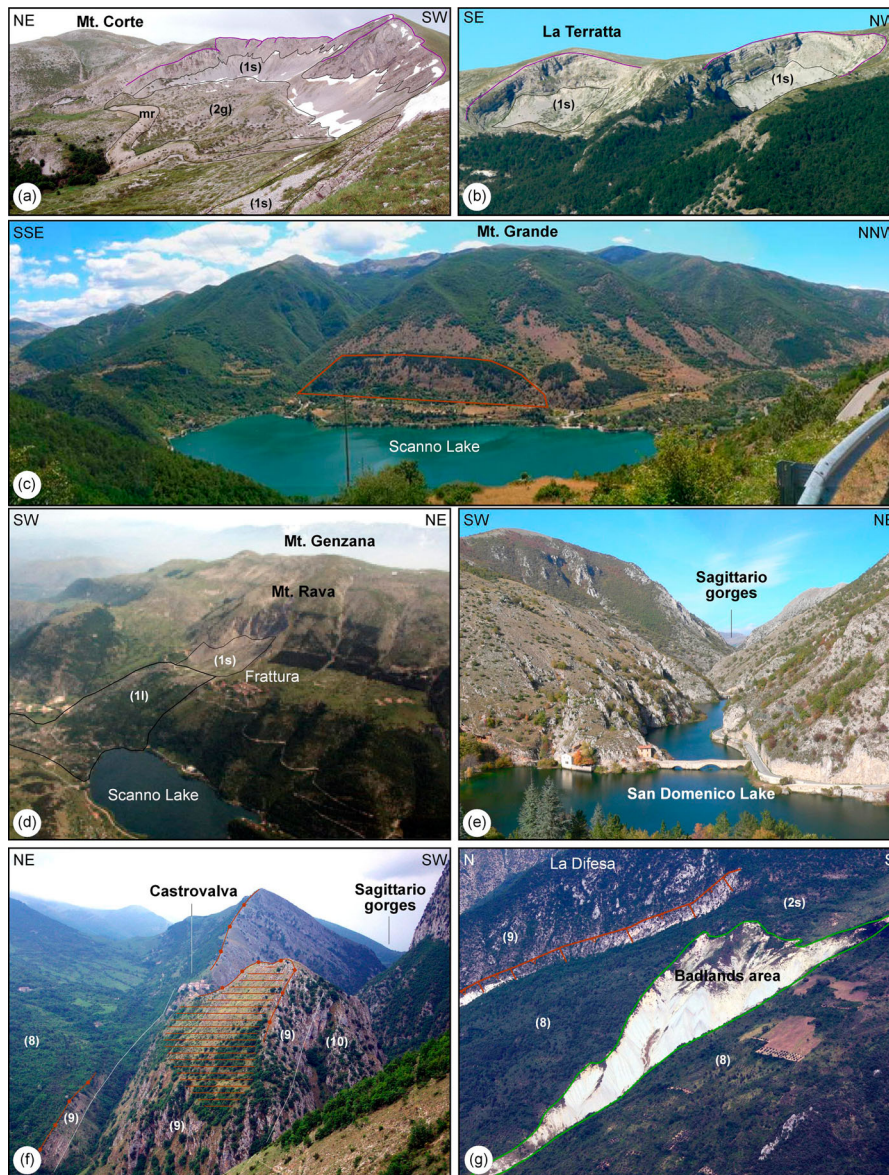 NE
Mt. Corte
SW
(1s)
(2g)
mr
(1s)
(a)
SE
La Terratta
NW
(1s)
(1s)
(b)
SSE
Mt. Grande
NNW
Scanno Lake
(c)
SW
NE
Mt. Genzana
Mt. Rava
(1s)
Frattura
(1l)
Scanno Lake
(d)
SW
NE
Sagittario
gorges
San Domenico Lake
(e)
NE
SW
Castrovalva
Sagittario
gorges
(8)
(9)
(10)
(9)
(9)
(f)
N
La Difesa
S
(2s)
(9)
Badlands area
(8)
(8)
(g)